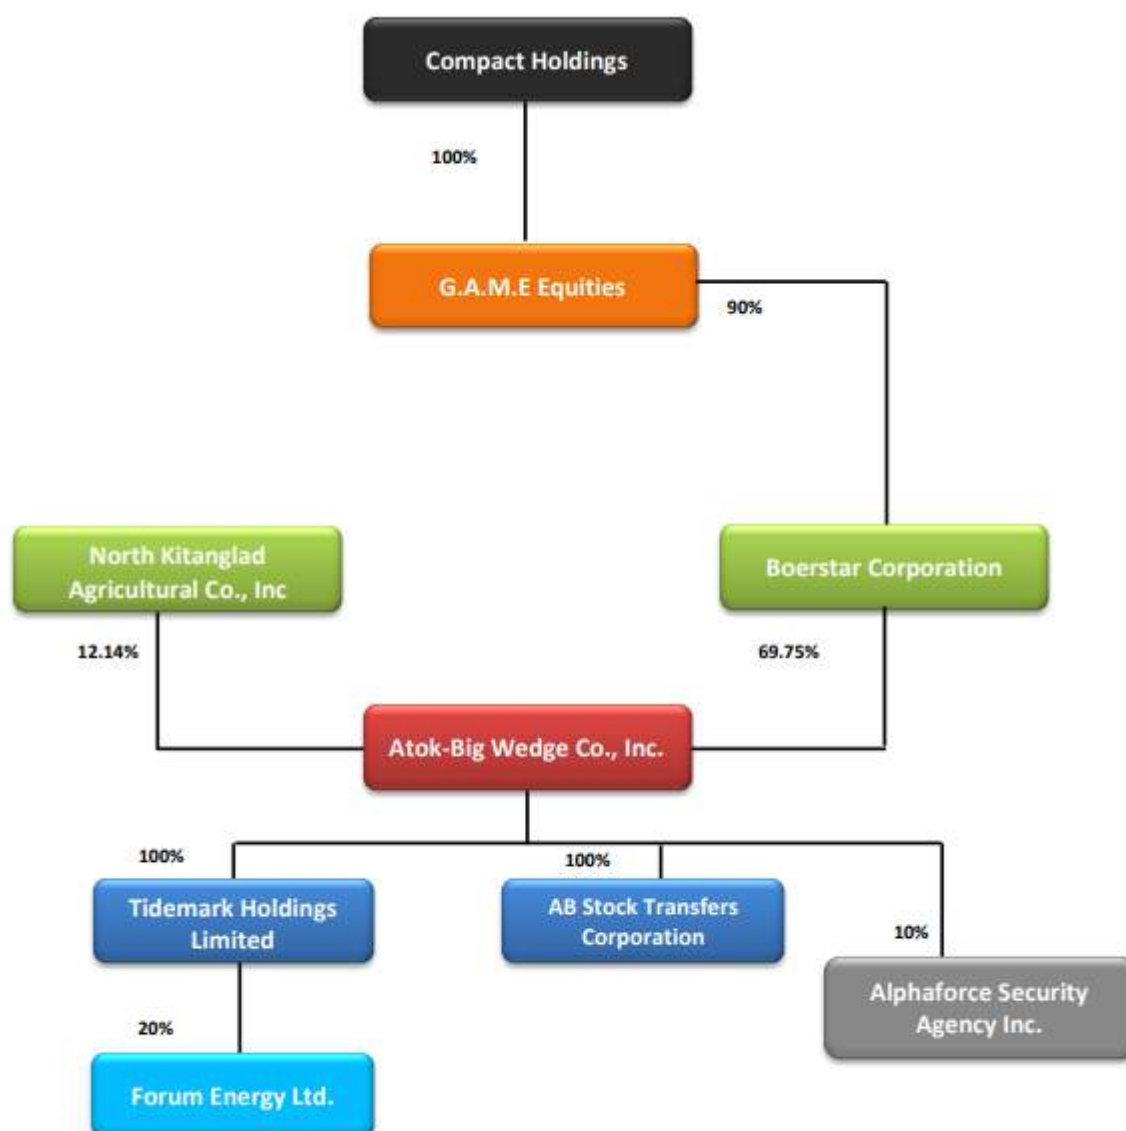 Compact Holdings
100%
G.A.M.E Equities
90%
North Kitanglad
Agricultural Co., Inc
Boerstar Corporation
12.14%
69.75%
Atok-Big Wedge Co., Inc.
100%
100%
Tidemark Holdings
Limited
AB Stock Transfers
Corporation
10%
Alphaforce Security
Agency Inc.
20%
Forum Energy Ltd.